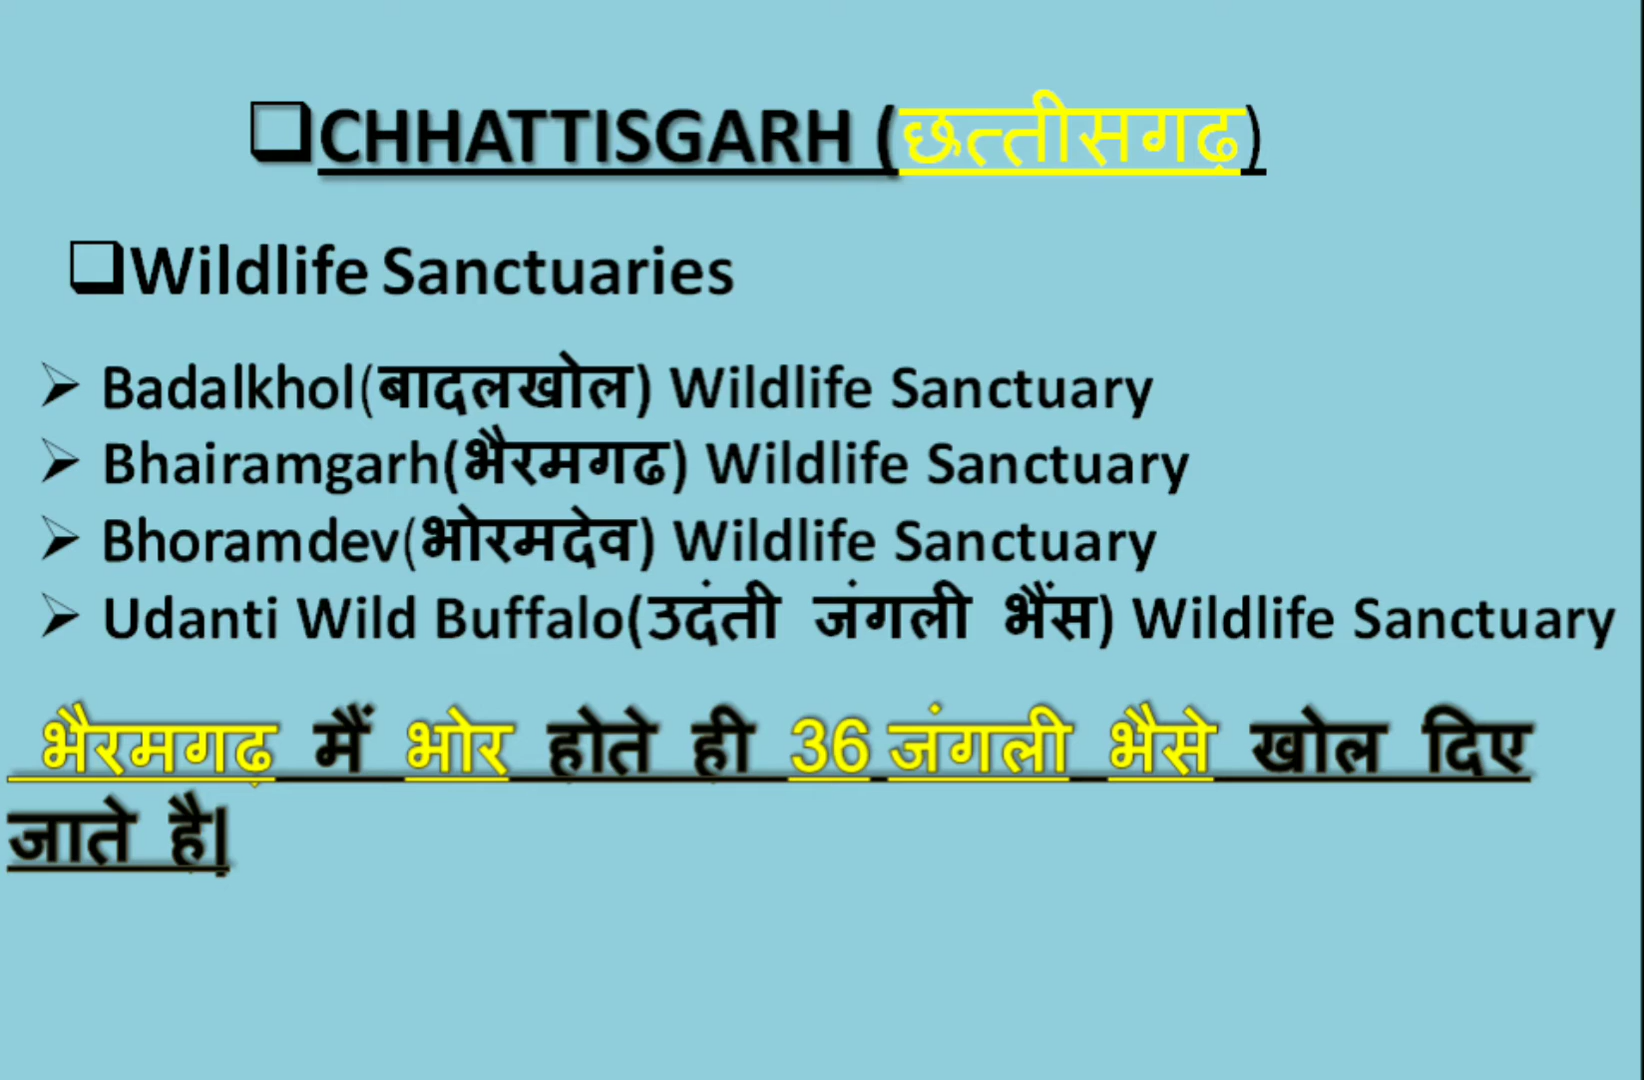 ❑CHHATTISGARH (छत्तीसगढ़)
❑Wildlife Sanctuaries
➢ Badalkhol(बादलखोल) Wildlife Sanctuary
➢ Bhairamgarh(भैरमगढ) Wildlife Sanctuary
➢ Bhoramdev(भोरमदेव) Wildlife Sanctuary
➢ Udanti Wild Buffalo(उदंती जंगली भैंस) Wildlife Sanctuary
भैरमगढ़ में भोर होते ही 36 जंगली भैसे खोल दिए
जाते है|